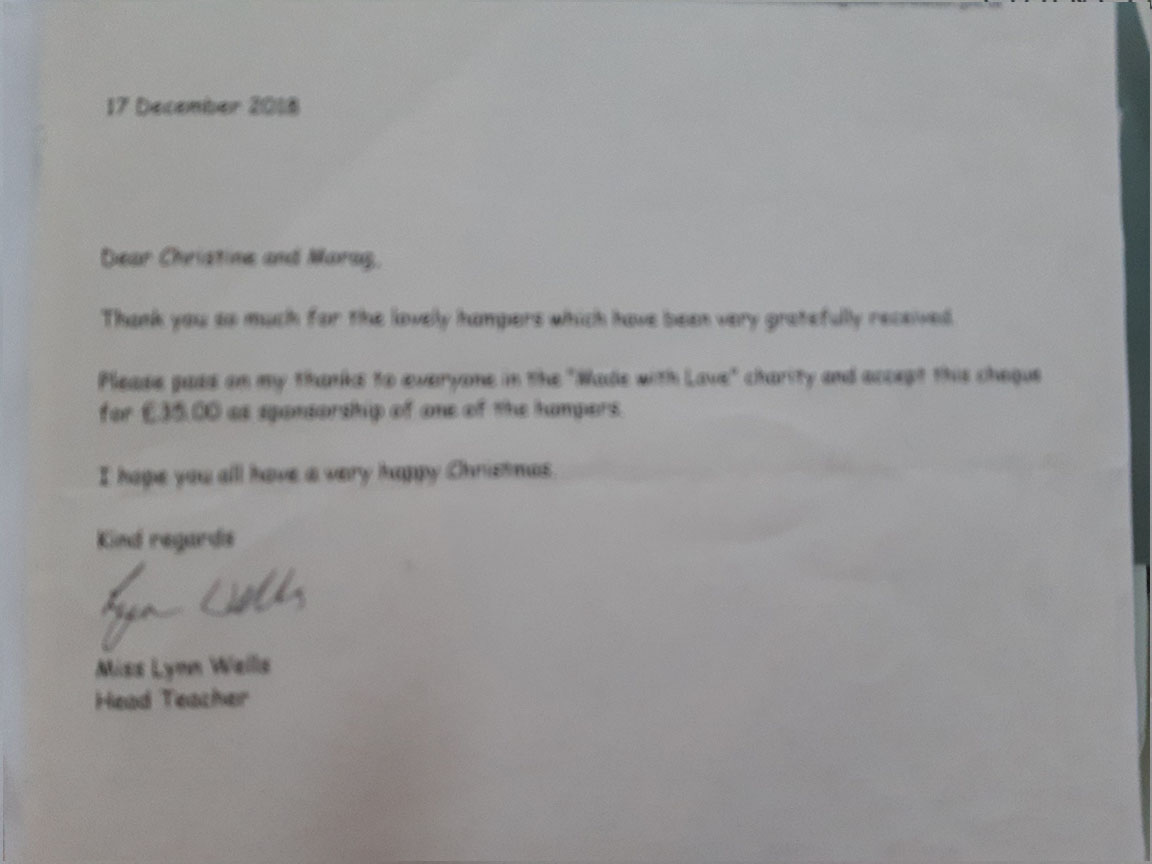 17 December 2018
Dear Christine and Morag,
Thank you so much for the lovely hampers which have been very gratefully received.
Please pass on my thanks to everyone in the "Made with Love" charity and accept this cheque
for £35.00 as sponsorship of one of the hampers.
I hope you all have a very happy Christmas.
Kind regards
Lynn Wells
Miss Lynn Wells
Head Teacher